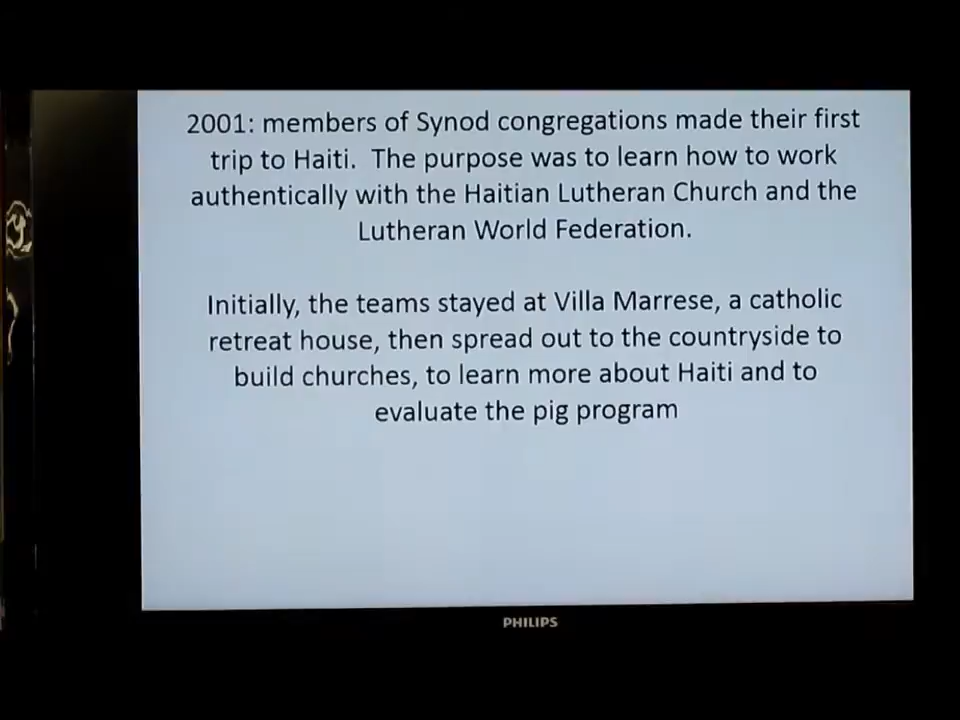 2001: members of Synod congregations made their first
trip to Haiti. The purpose was to learn how to work
authentically with the Haitian Lutheran Church and the
Lutheran World Federation.
Initially, the teams stayed at Villa Marrese, a catholic
retreat house, then spread out to the countryside to
build churches, to learn more about Haiti and to
evaluate the pig program
PHILIPS